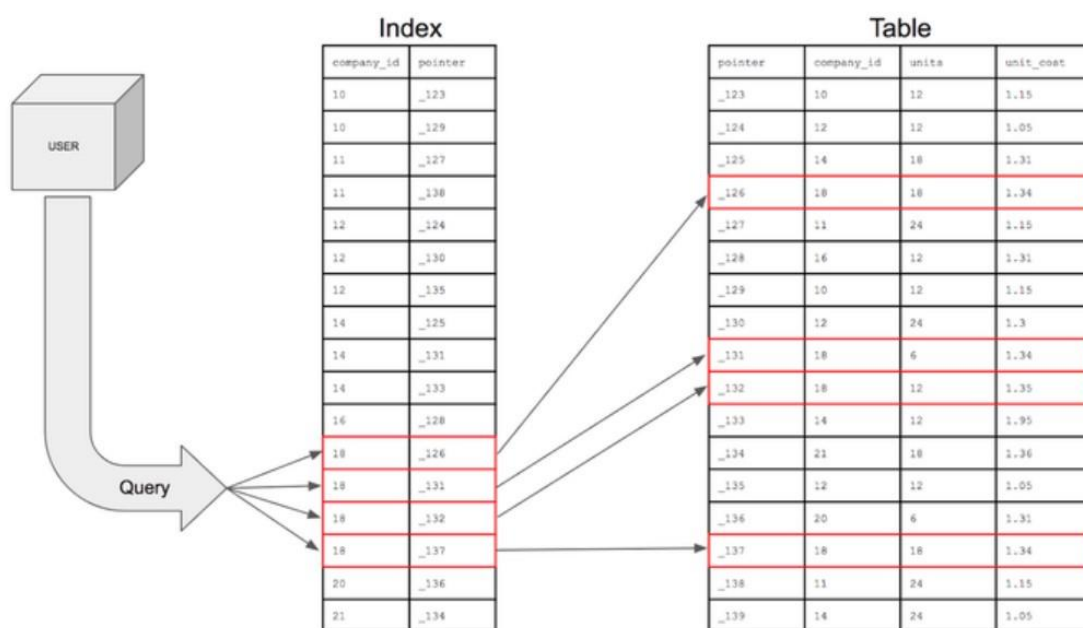 Index
Table
USER
Query
company_id pointer
10 _123
10 _129
11 _127
11 _138
12 _124
12 _130
12 _135
14 _125
14 _131
14 _133
16 _128
18 _126
18 _131
18 _132
18 _137
20 _136
21 _134
pointer company_id units unit_cost
_123 10 12 1.15
_124 12 12 1.05
_125 14 18 1.31
_126 18 18 1.34
_127 11 24 1.15
_128 16 12 1.31
_129 10 12 1.15
_130 12 24 1.3
_131 18 6 1.34
_132 18 12 1.35
_133 14 12 1.95
_134 21 18 1.36
_135 12 12 1.05
_136 20 6 1.31
_137 18 18 1.34
_138 11 24 1.15
_139 14 24 1.05